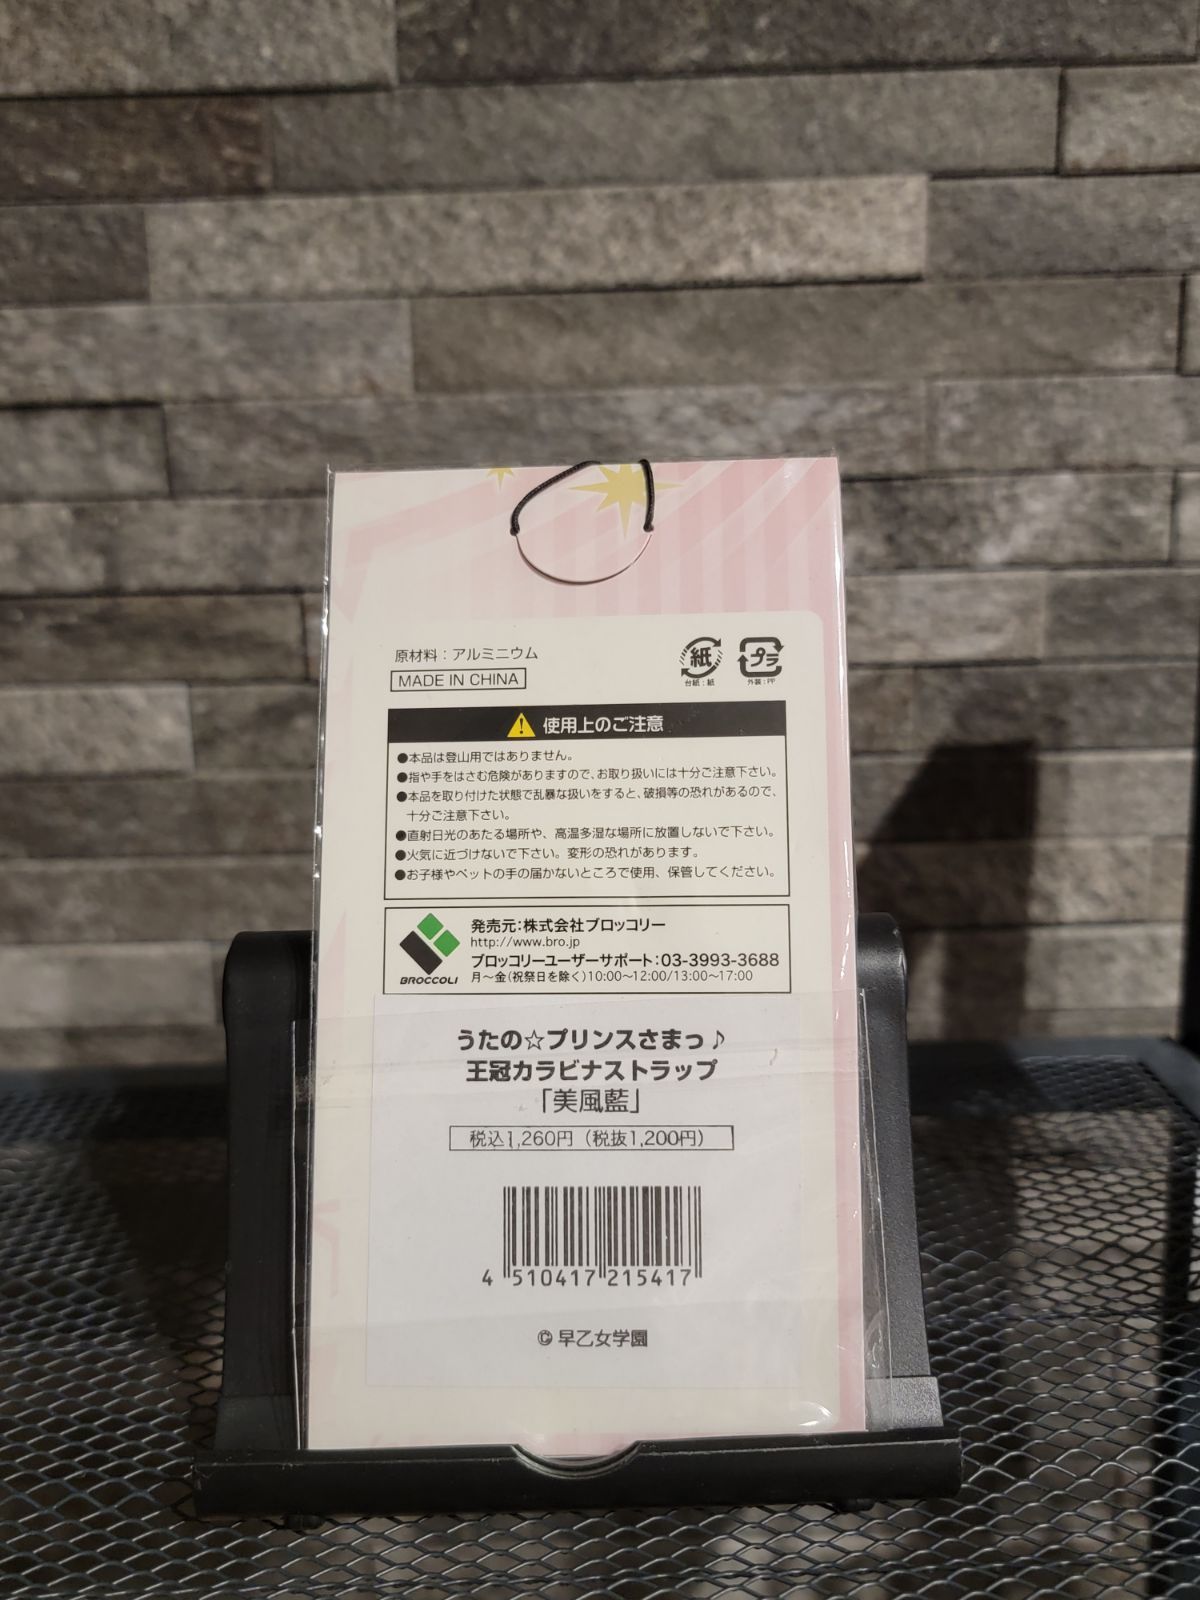 原材料：アルミニウム
MADE IN CHINA
紙
台紙：紙
プラ
外装：PP
使用上のご注意
●本品は登山用ではありません。
●指や手をはさむ危険がありますので、お取り扱いには十分ご注意下さい。
●本品を取り付けた状態で乱暴な扱いをすると、破損等の恐れがあるので、
十分ご注意下さい。
●直射日光のあたる場所や、高温多湿な場所に放置しないで下さい。
●火気に近づけないで下さい。変形の恐れがあります。
●お子様やペットの手の届かないところで使用、保管してください。
BROCCOLI
発売元：株式会社ブロッコリー
http://www.bro.jp
ブロッコリーユーザーサポート：03-3993-3688
月～金（祝祭日を除く）10:00～12:00/13:00～17:00
うたの☆プリンスさまっ♪
王冠カラビナストラップ
「美風藍」
税込1,260円（税抜1,200円）
4 510417 215417
© 早乙女学園